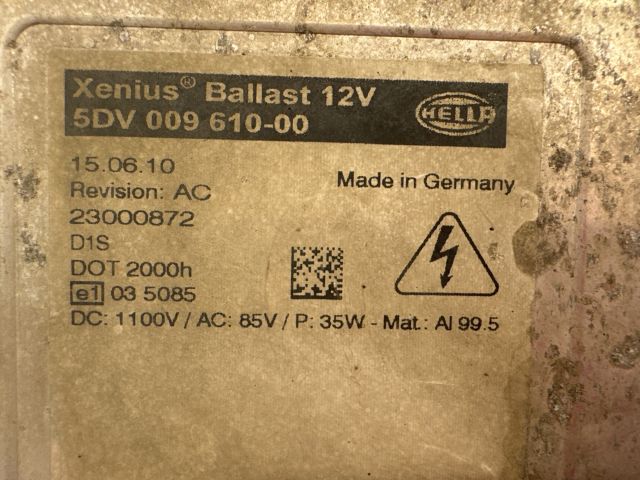 Xenius® Ballast 12V
5DV 009 610-00
HELLA
15.06.10
Made in Germany
Revision: AC
23000872
D1S
DOT 2000h
e1 03 5085
DC: 1100V / AC: 85V / P: 35W - Mat.: Al 99.5